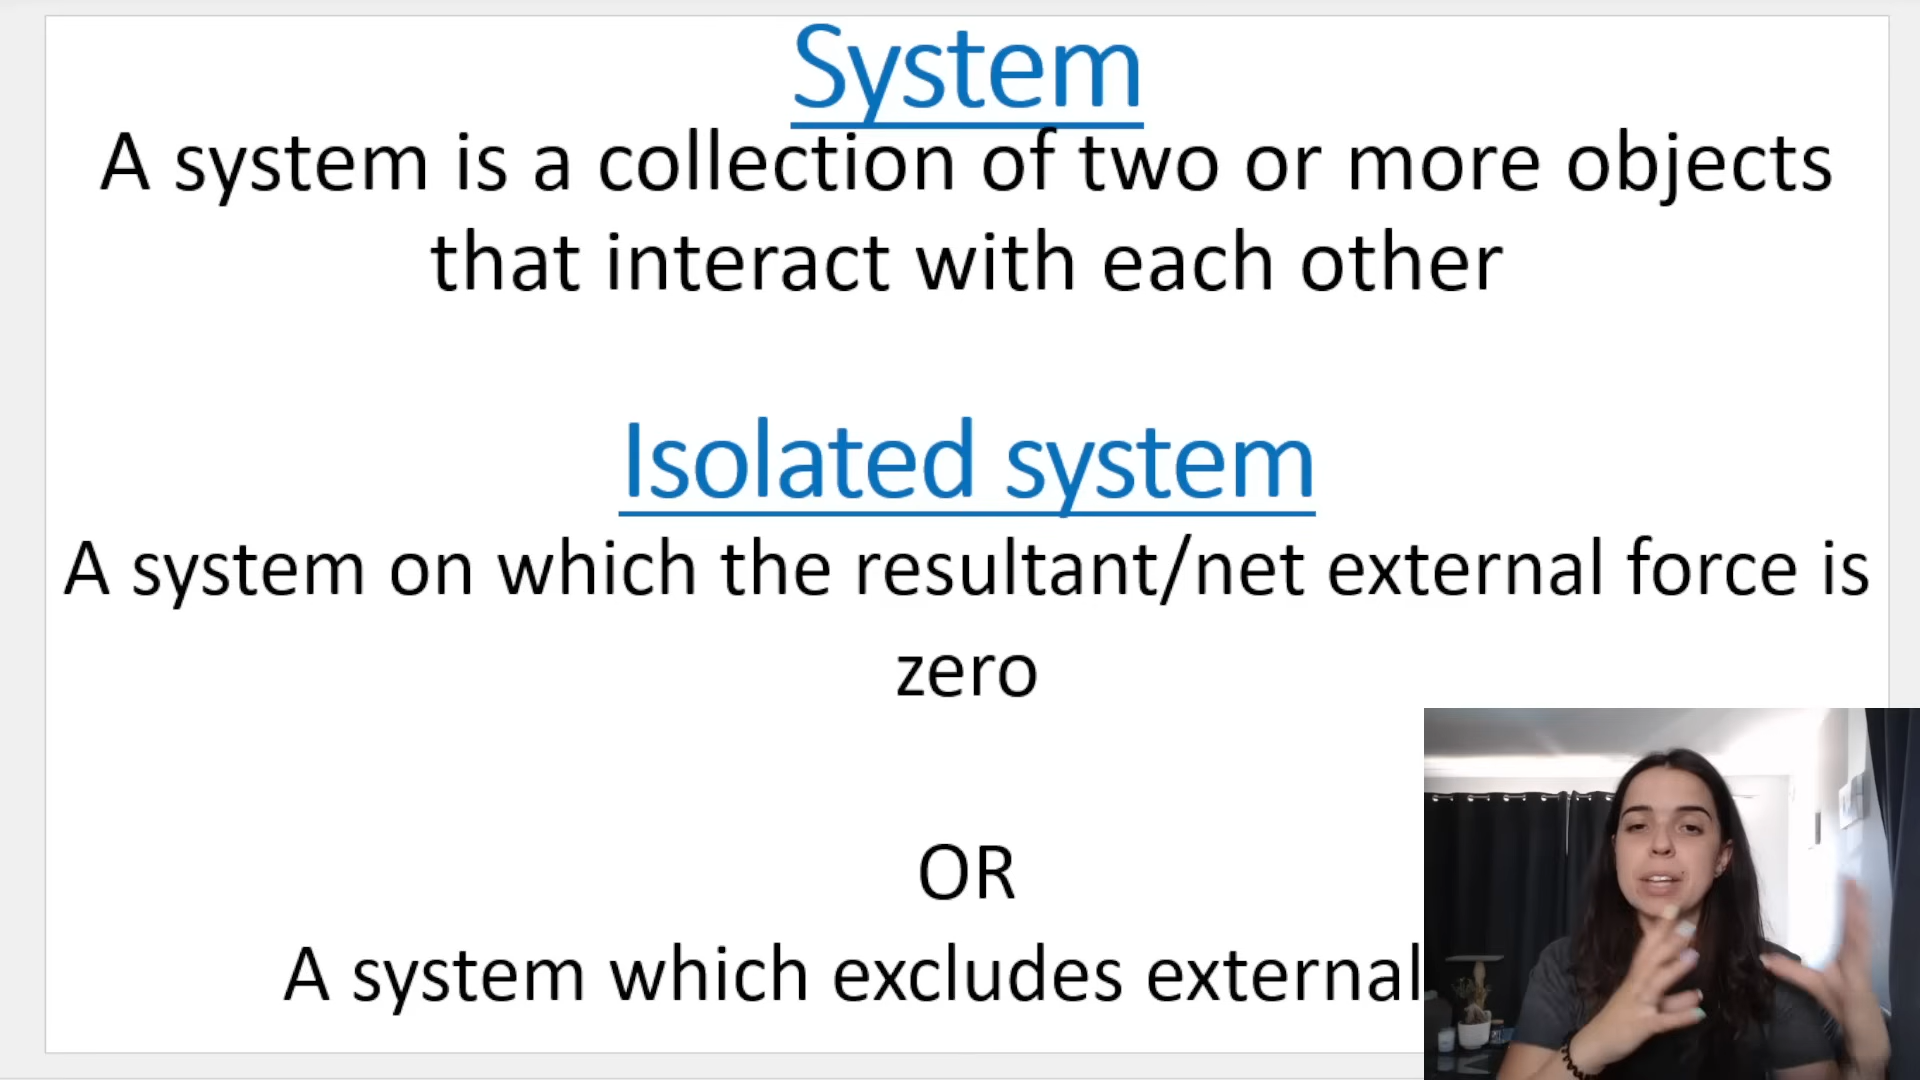 System
A system is a collection of two or more objects
that interact with each other
Isolated system
A system on which the resultant/net external force is
zero
OR
A system which excludes external